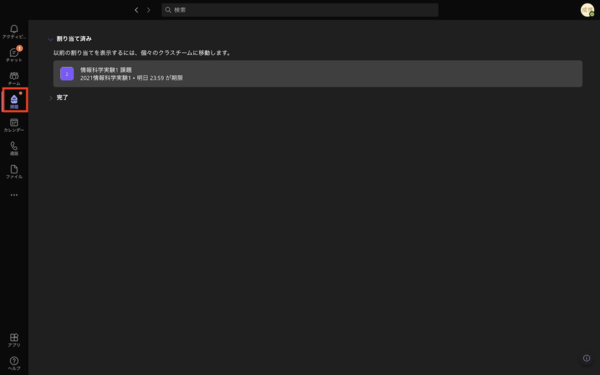 検索
アクティビ...
チャット
チーム
課題
カレンダー
通話
ファイル
...
割り当て済み
以前の割り当てを表示するには、個々のクラスチームに移動します。
情報科学実験1 課題
2021情報科学実験1 • 明日 23:59 が期限
完了
アプリ
ヘルプ